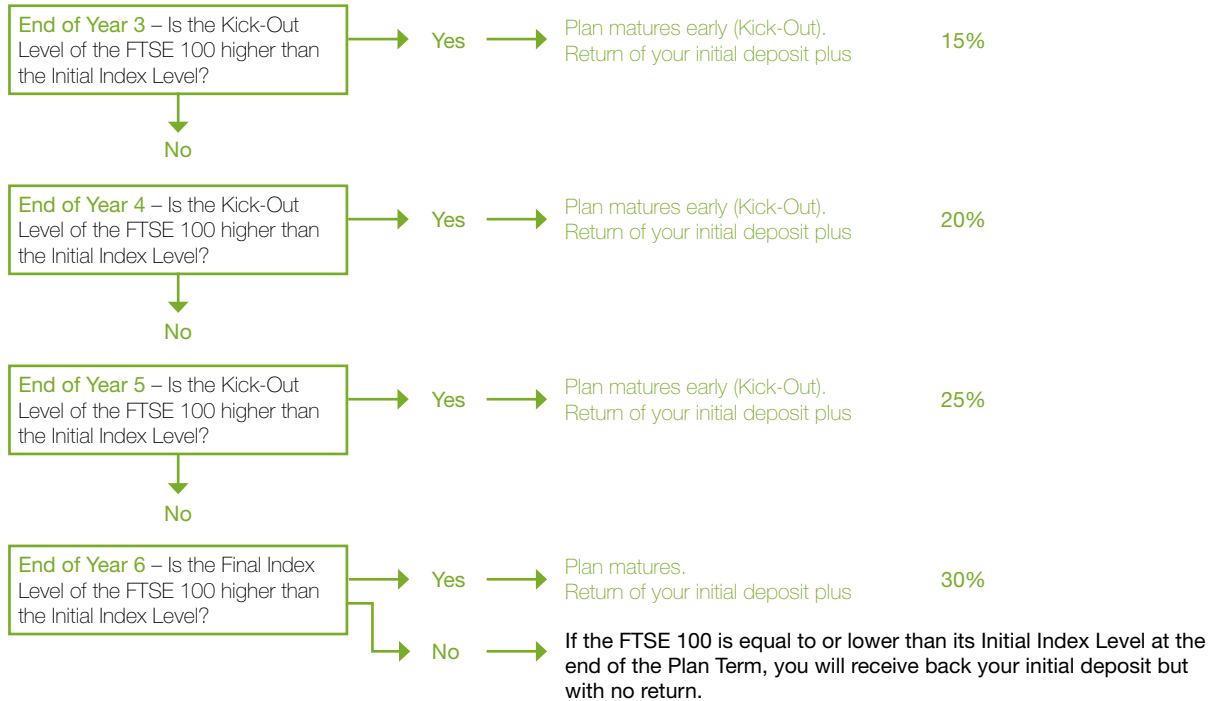 End of Year 3 – Is the Kick-Out
Level of the FTSE 100 higher than
the Initial Index Level?
Yes
Plan matures early (Kick-Out).
Return of your initial deposit plus
15%
No
End of Year 4 – Is the Kick-Out
Level of the FTSE 100 higher than
the Initial Index Level?
Yes
Plan matures early (Kick-Out).
Return of your initial deposit plus
20%
No
End of Year 5 – Is the Kick-Out
Level of the FTSE 100 higher than
the Initial Index Level?
Yes
Plan matures early (Kick-Out).
Return of your initial deposit plus
25%
No
End of Year 6 – Is the Final Index
Level of the FTSE 100 higher than
the Initial Index Level?
Yes
Plan matures.
Return of your initial deposit plus
30%
No
If the FTSE 100 is equal to or lower than its Initial Index Level at the
end of the Plan Term, you will receive back your initial deposit but
with no return.